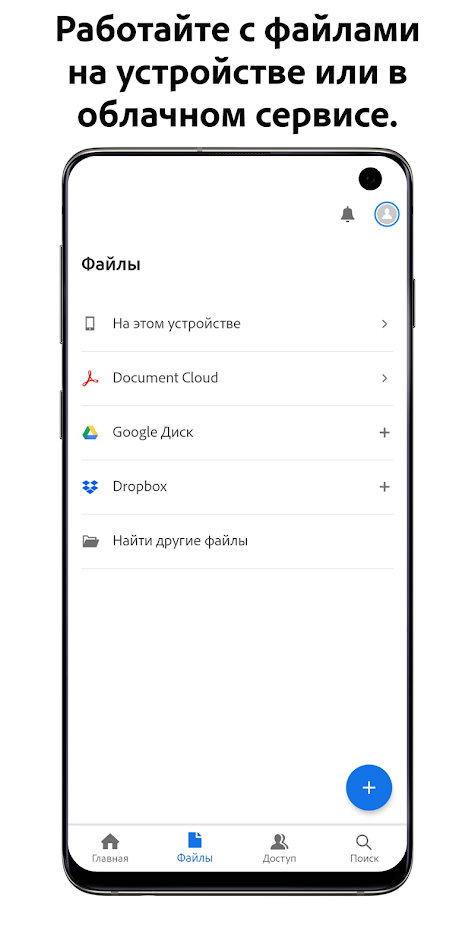 Работайте с файлами
на устройстве или в
облачном сервисе.
Файлы
На этом устройстве
Document Cloud
Google Диск
Dropbox
Найти другие файлы
Главная
Файлы
Доступ
Поиск